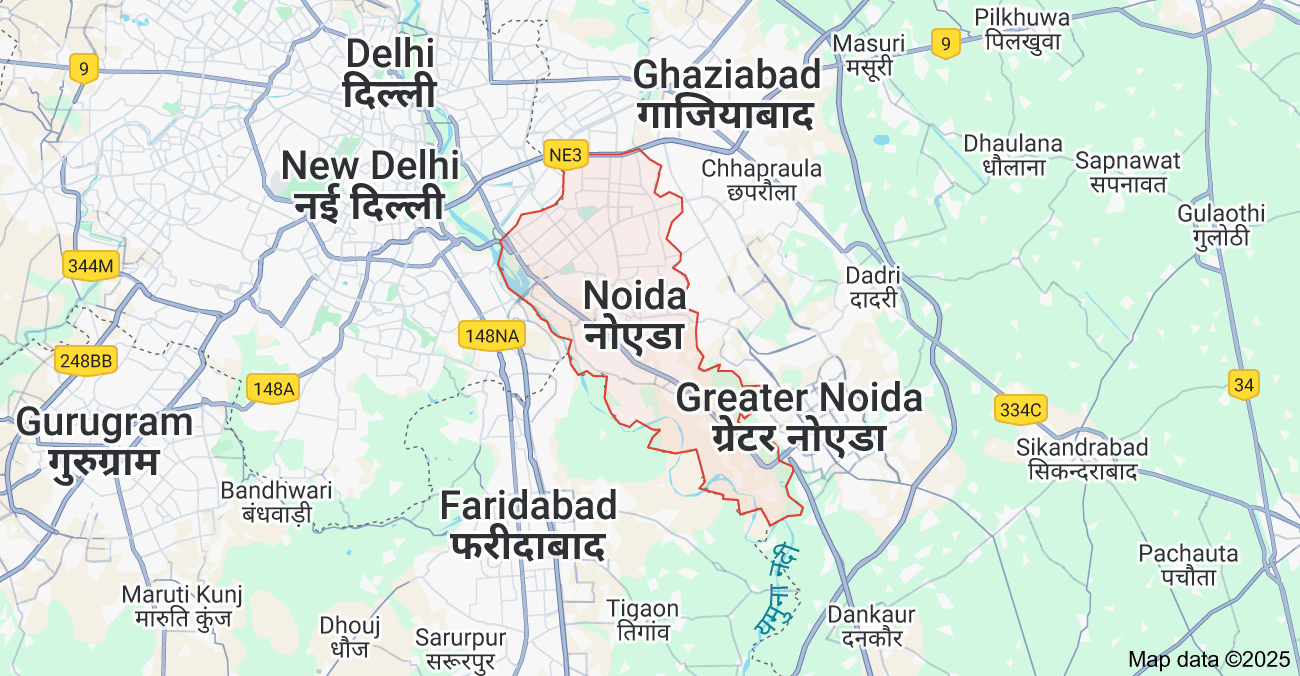 Pilkhuwa
पिलखुवा
Delhi
दिल्ली
9
Masuri
मसूरी
9
Ghaziabad
गाजियाबाद
NE3
Dhaulana
धौलाना
Sapnawat
सपनावत
New Delhi
नई दिल्ली
Chhapraula
छपरौला
Gulaothi
गुलोठी
344M
Dadri
दादरी
Noida
नोएडा
148NA
248BB
148A
34
Greater Noida
ग्रेटर नोएडा
334C
Gurugram
गुरुग्राम
Sikandrabad
सिकन्दराबाद
Bandhwari
बंधवाड़ी
Faridabad
फरीदाबाद
यमुना नदी
Pachauta
पचौता
Maruti Kunj
मारुति कुंज
Tigaon
तिगांव
Dankaur
दनकौर
Dhouj
धौज
Sarurpur
सरूरपुर
Map data ©2025